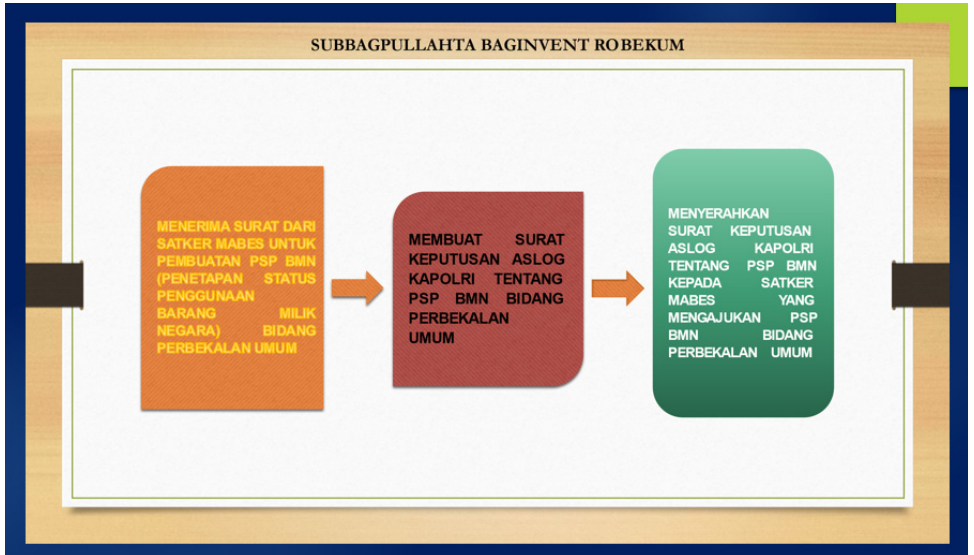 SUBBAGPULLAHTA BAGINVENT ROBEKUM
MENERIMA SURAT DARI
SATKER MABES UNTUK
PEMBUATAN PSP BMN
(PENETAPAN STATUS
PENGGUNAAN
BARANG MILIK
NEGARA) BIDANG
PERBEKALAN UMUM
MEMBUAT SURAT
KEPUTUSAN ASLOG
KAPOLRI TENTANG
PSP BMN BIDANG
PERBEKALAN
UMUM
MENYERAHKAN
SURAT KEPUTUSAN
ASLOG KAPOLRI
TENTANG PSP BMN
KEPADA SATKER
MABES YANG
MENGAJUKAN PSP
BMN BIDANG
PERBEKALAN UMUM